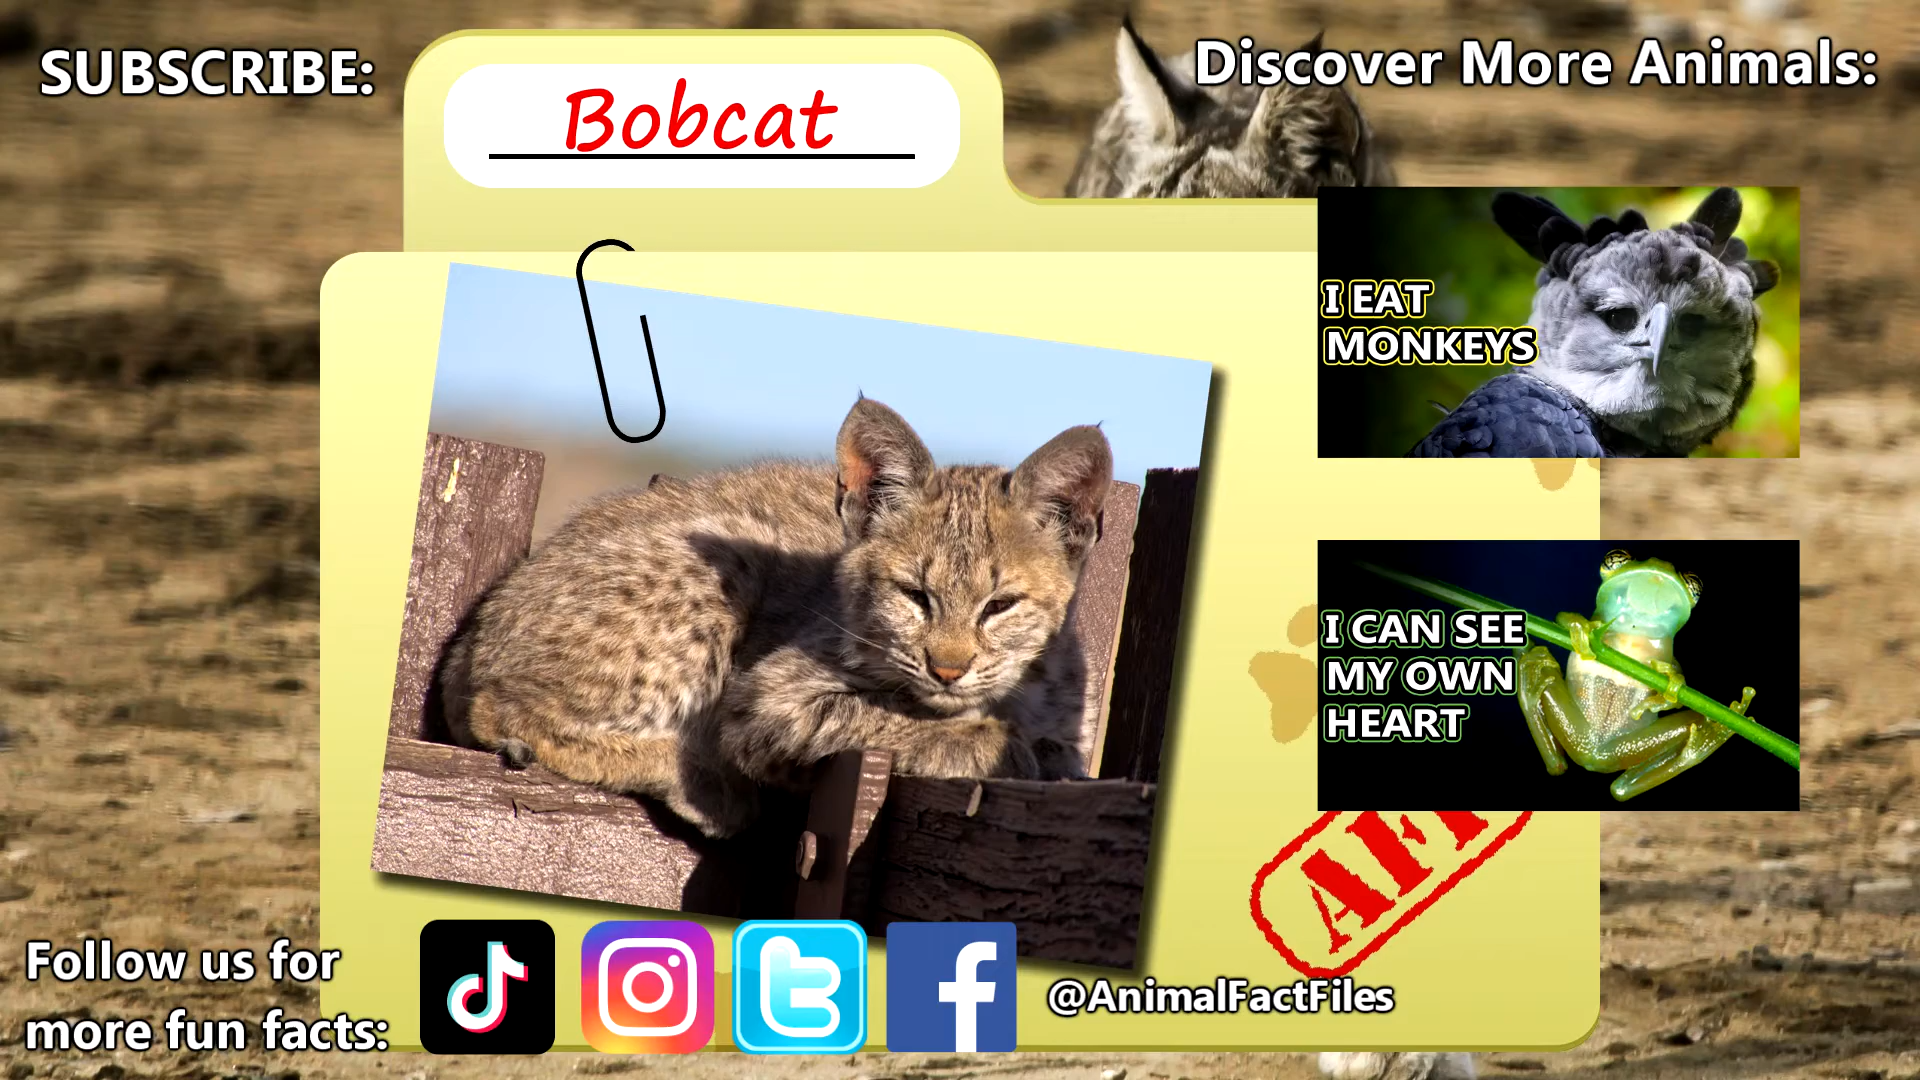 SUBSCRIBE:
Bobcat
Discover More Animals:
I EAT
MONKEYS
I CAN SEE
MY OWN
HEART
Follow us for
more fun facts:
@AnimalFactFiles